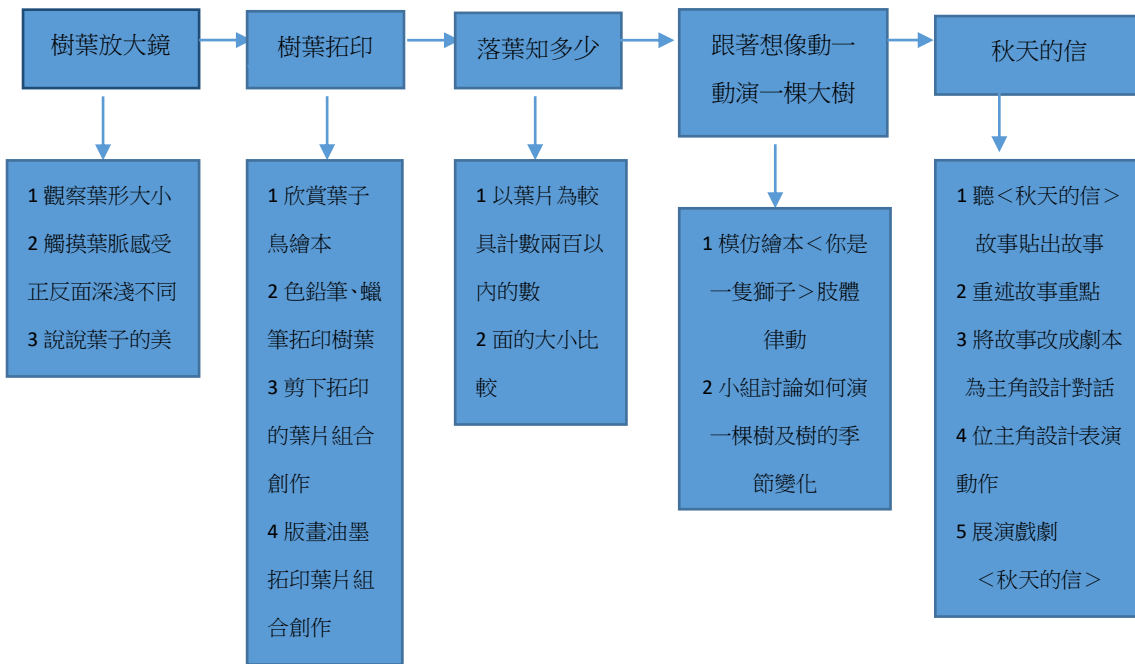 樹葉放大鏡
樹葉拓印
落葉知多少
跟著想像動一
動演一棵大樹
秋天的信
1 觀察葉形大小
2 觸摸葉脈感受
正反面深淺不同
3 說說葉子的美
1 欣賞葉子
鳥繪本
2 色鉛筆、蠟
筆拓印樹葉
3 剪下拓印
的葉片組合
創作
4 版畫油墨
拓印葉片組
合創作
1 以葉片為較
具計數兩百以
內的數
2 面的大小比
較
1 模仿繪本＜你是
一隻獅子＞肢體
律動
2 小組討論如何演
一棵樹及樹的季
節變化
1 聽＜秋天的信＞
故事貼出故事
2 重述故事重點
3 將故事改成劇本
為主角設計對話
4 位主角設計表演
動作
5 展演戲劇
＜秋天的信＞